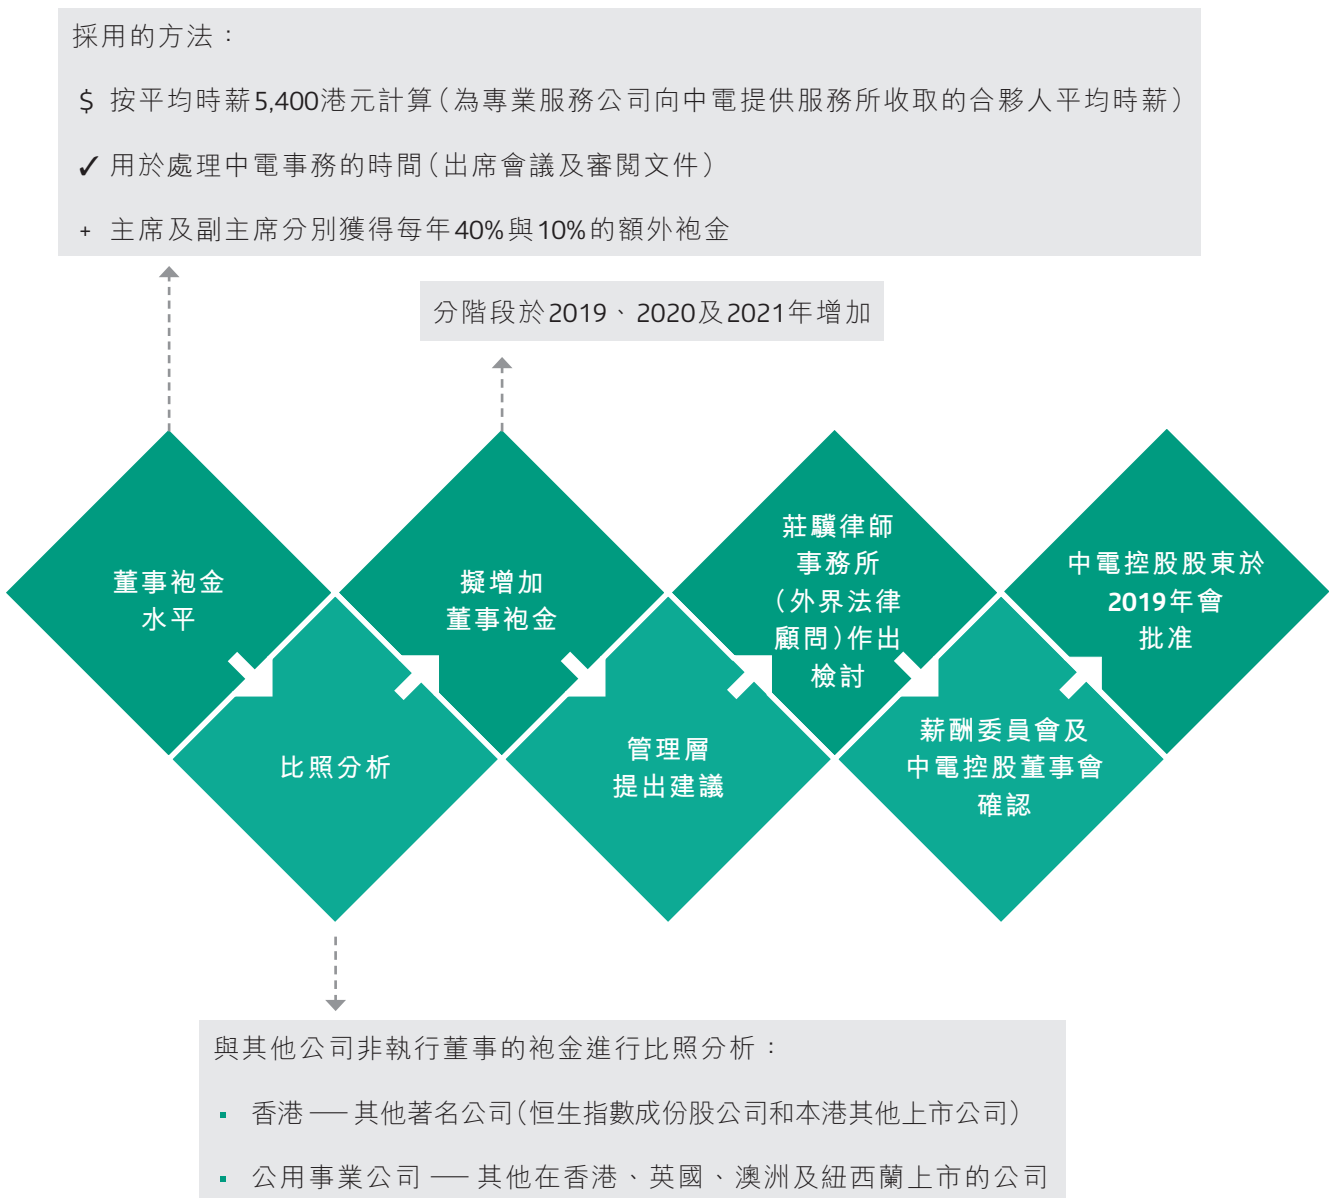 採用的方法：
$ 按平均時薪5,400港元計算（為專業服務公司向中電提供服務所收取的合夥人平均時薪）
✓ 用於處理中電事務的時間（出席會議及審閱文件）
+ 主席及副主席分別獲得每年40%與10%的額外袍金
分階段於2019、2020及2021年增加
董事袍金
水平
比照分析
擬增加
董事袍金
管理層
提出建議
莊驥律師
事務所
（外界法律
顧問）作出
檢討
薪酬委員會及
中電控股董事會
確認
中電控股股東於
2019年會
批准
與其他公司非執行董事的袍金進行比照分析：
▪ 香港 — 其他著名公司（恒生指數成份股公司和本港其他上市公司）
▪ 公用事業公司 — 其他在香港、英國、澳洲及紐西蘭上市的公司